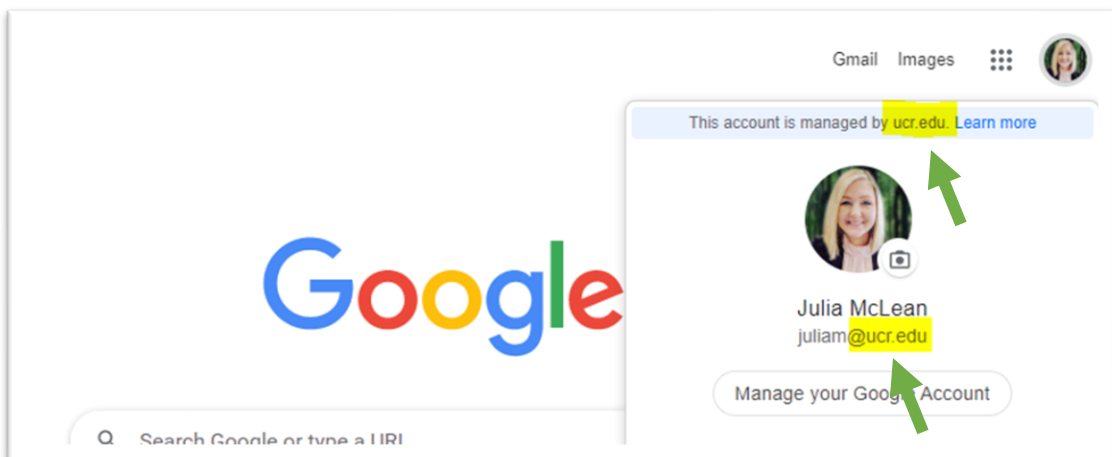 Gmail Images
This account is managed by ucr.edu. Learn more
Google
Julia McLean
juliam@ucr.edu
Manage your Google Account
Search Google or type a URL